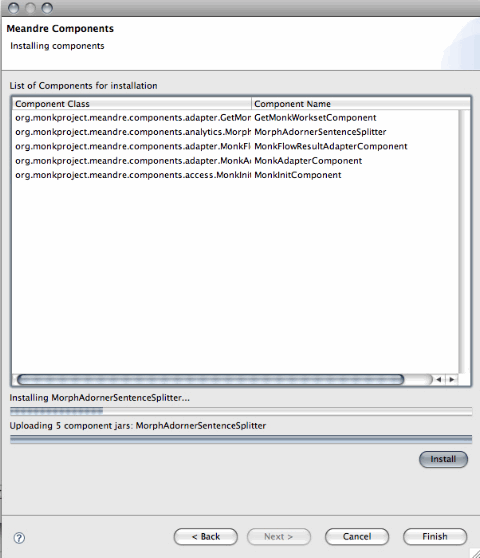 Meandre Components
Installing components
List of Components for installation
Component Class Component Name
org.monkproject.meandre.components.adapter.GetMor GetMonkWorksetComponent
org.monkproject.meandre.components.analytics.Morph MorphAdornerSentenceSplitter
org.monkproject.meandre.components.adapter.MonkFl MonkFlowResultAdapterComponent
org.monkproject.meandre.components.adapter.MonkAd MonkAdapterComponent
org.monkproject.meandre.components.access.MonkInit MonkInitComponent
Installing MorphAdornerSentenceSplitter...
Uploading 5 component jars: MorphAdornerSentenceSplitter
Install
? < Back Next > Cancel Finish